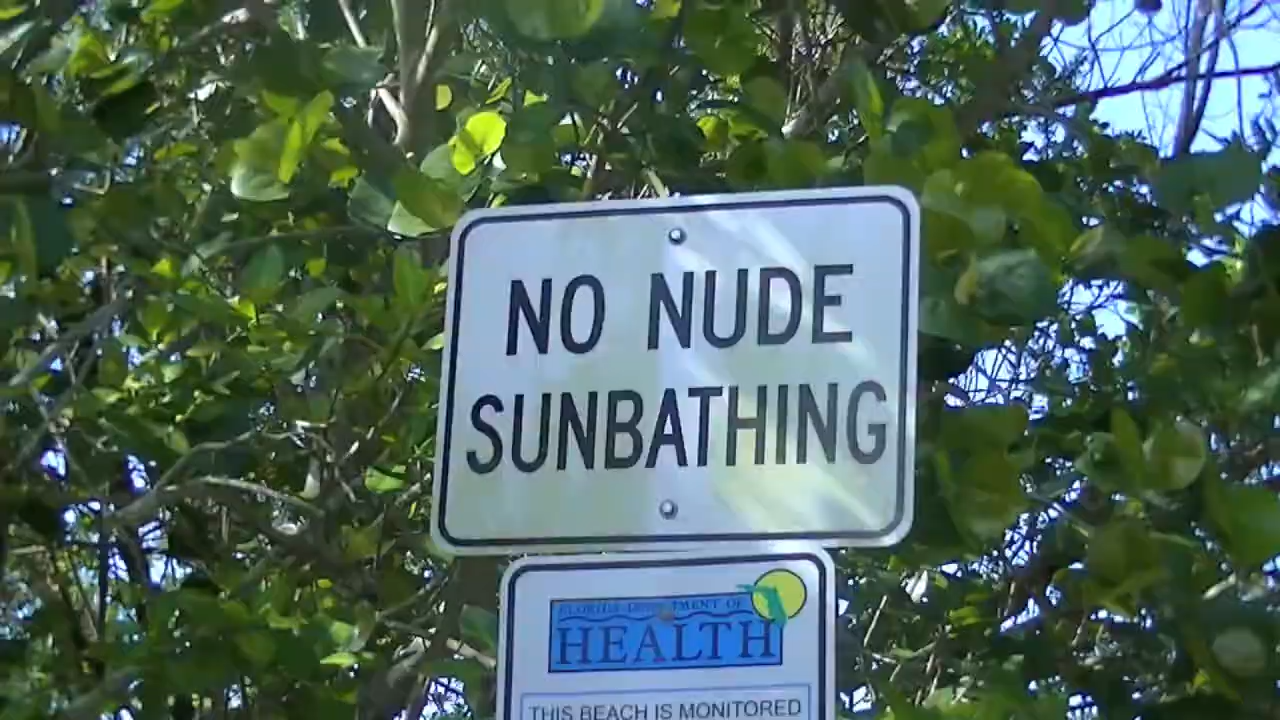 NO NUDE
SUNBATHING
FLORIDA DEPARTMENT OF
HEALTH
THIS BEACH IS MONITORED